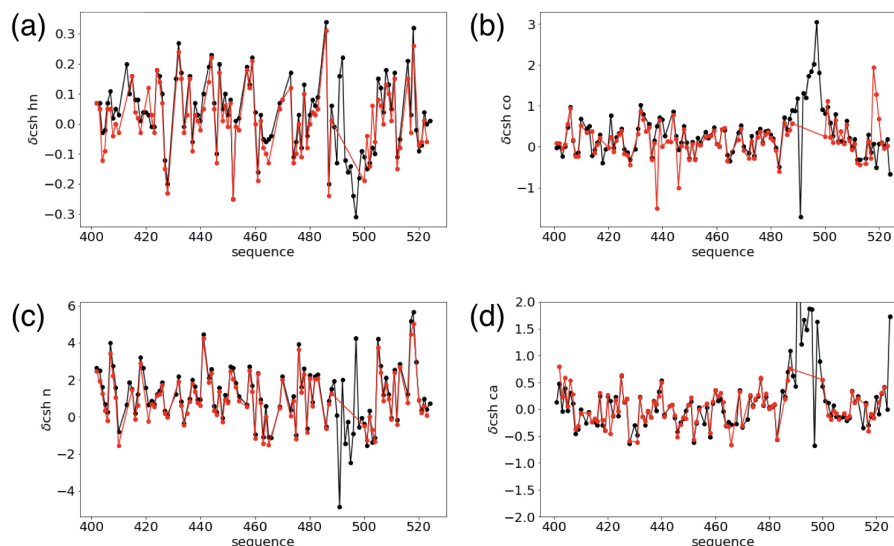 (a)
δcsh hn
0.3
0.2
0.1
0.0
−0.1
−0.2
−0.3
400 420 440 460 480 500 520
sequence
(b)
δcsh co
3
2
1
0
−1
400 420 440 460 480 500 520
sequence
(c)
δcsh n
6
4
2
0
−2
−4
400 420 440 460 480 500 520
sequence
(d)
δcsh ca
2.0
1.5
1.0
0.5
0.0
−0.5
−1.0
−1.5
−2.0
400 420 440 460 480 500 520
sequence